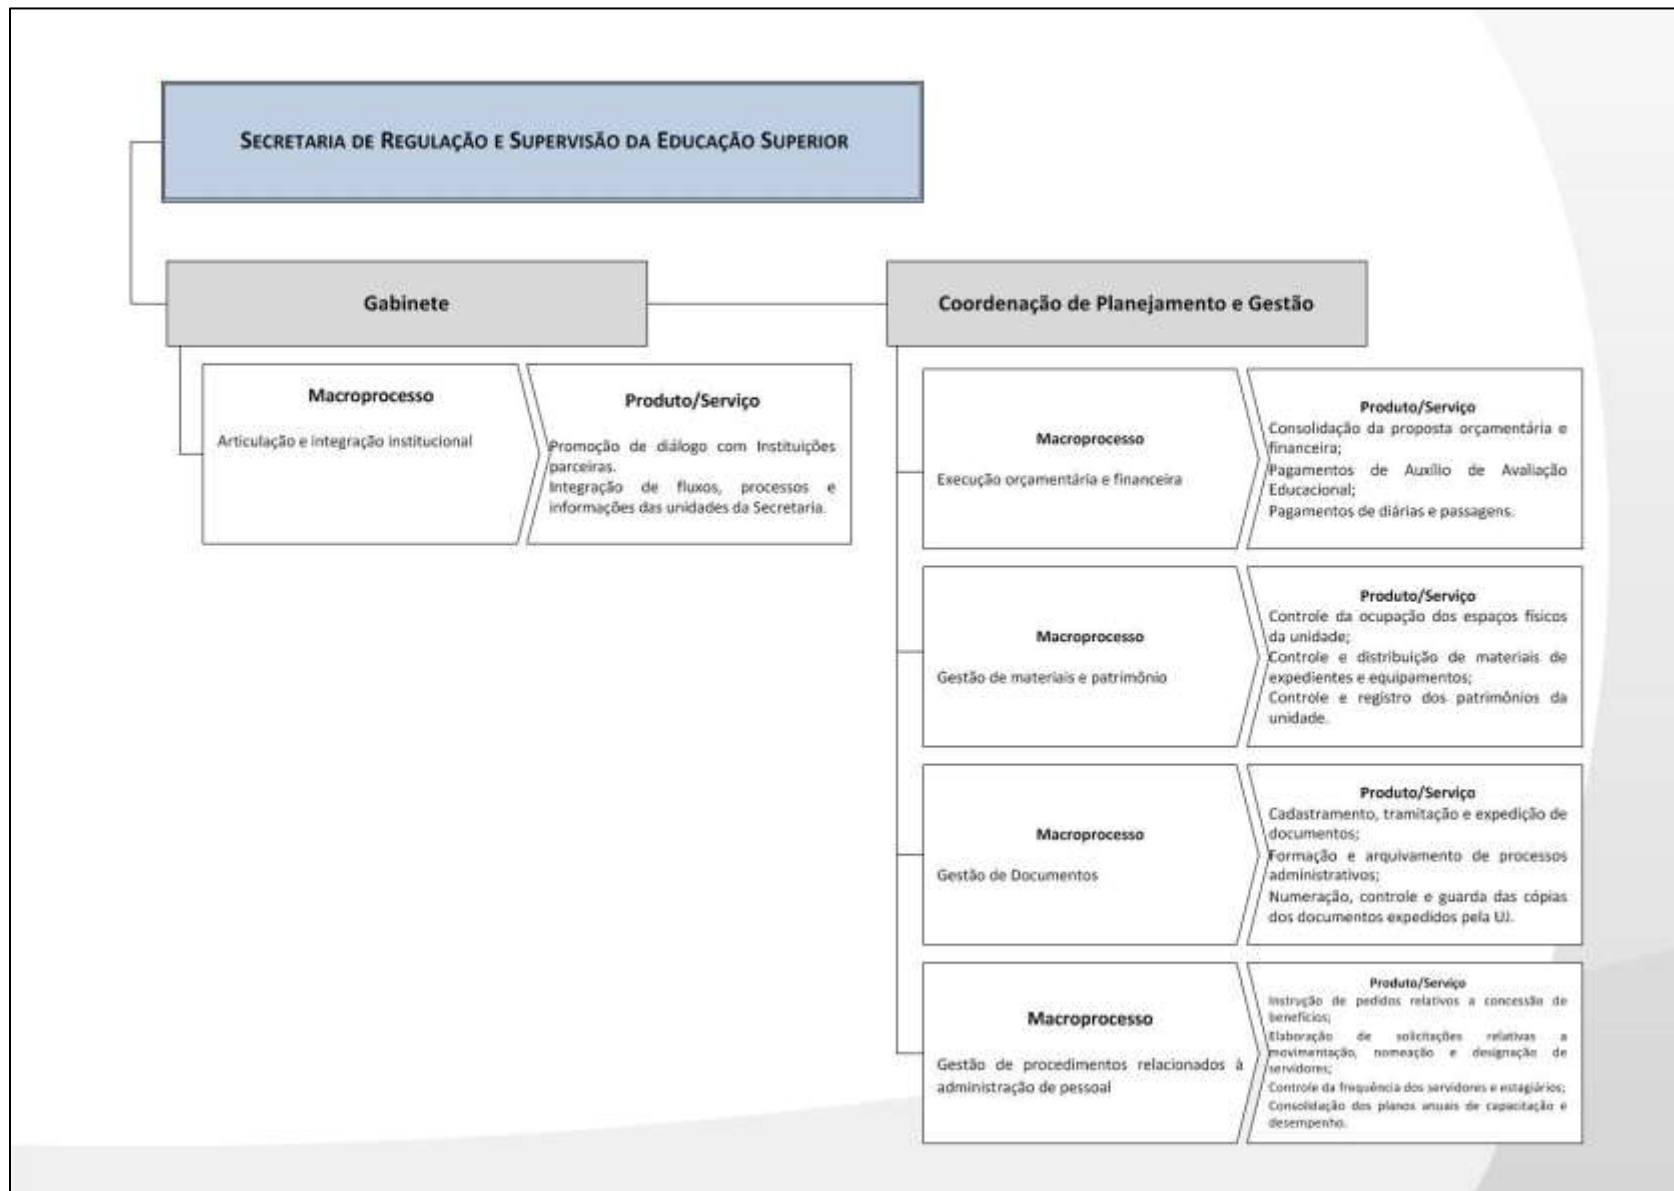 SECRETARIA DE REGULAÇÃO E SUPERVISÃO DA EDUCAÇÃO SUPERIOR
Gabinete
Macroprocesso
Articulação e integração institucional
Produto/Serviço
Promoção de diálogo com Instituições
parceiras.
Integração de fluxos, processos e
informações das unidades da Secretaria.
Coordenação de Planejamento e Gestão
Macroprocesso
Execução orçamentária e financeira
Produto/Serviço
Consolidação da proposta orçamentária e
financeira;
Pagamentos de Auxílio de Avaliação
Educacional;
Pagamentos de diárias e passagens.
Macroprocesso
Gestão de materiais e patrimônio
Produto/Serviço
Controle da ocupação dos espaços físicos
da unidade;
Controle e distribuição de materiais de
expedientes e equipamentos;
Controle e registro dos patrimônios da
unidade.
Macroprocesso
Gestão de Documentos
Produto/Serviço
Cadastramento, tramitação e expedição de
documentos;
Formação e arquivamento de processos
administrativos;
Numeração, controle e guarda das cópias
dos documentos expedidos pela UJ.
Macroprocesso
Gestão de procedimentos relacionados à
administração de pessoal
Produto/Serviço
Instrução de pedidos relativos a concessão de
benefícios;
Elaboração de solicitações relativas a
movimentação, nomeação e designação de
servidores;
Controle da frequência dos servidores e estagiários;
Consolidação dos planos anuais de capacitação e
desempenho.